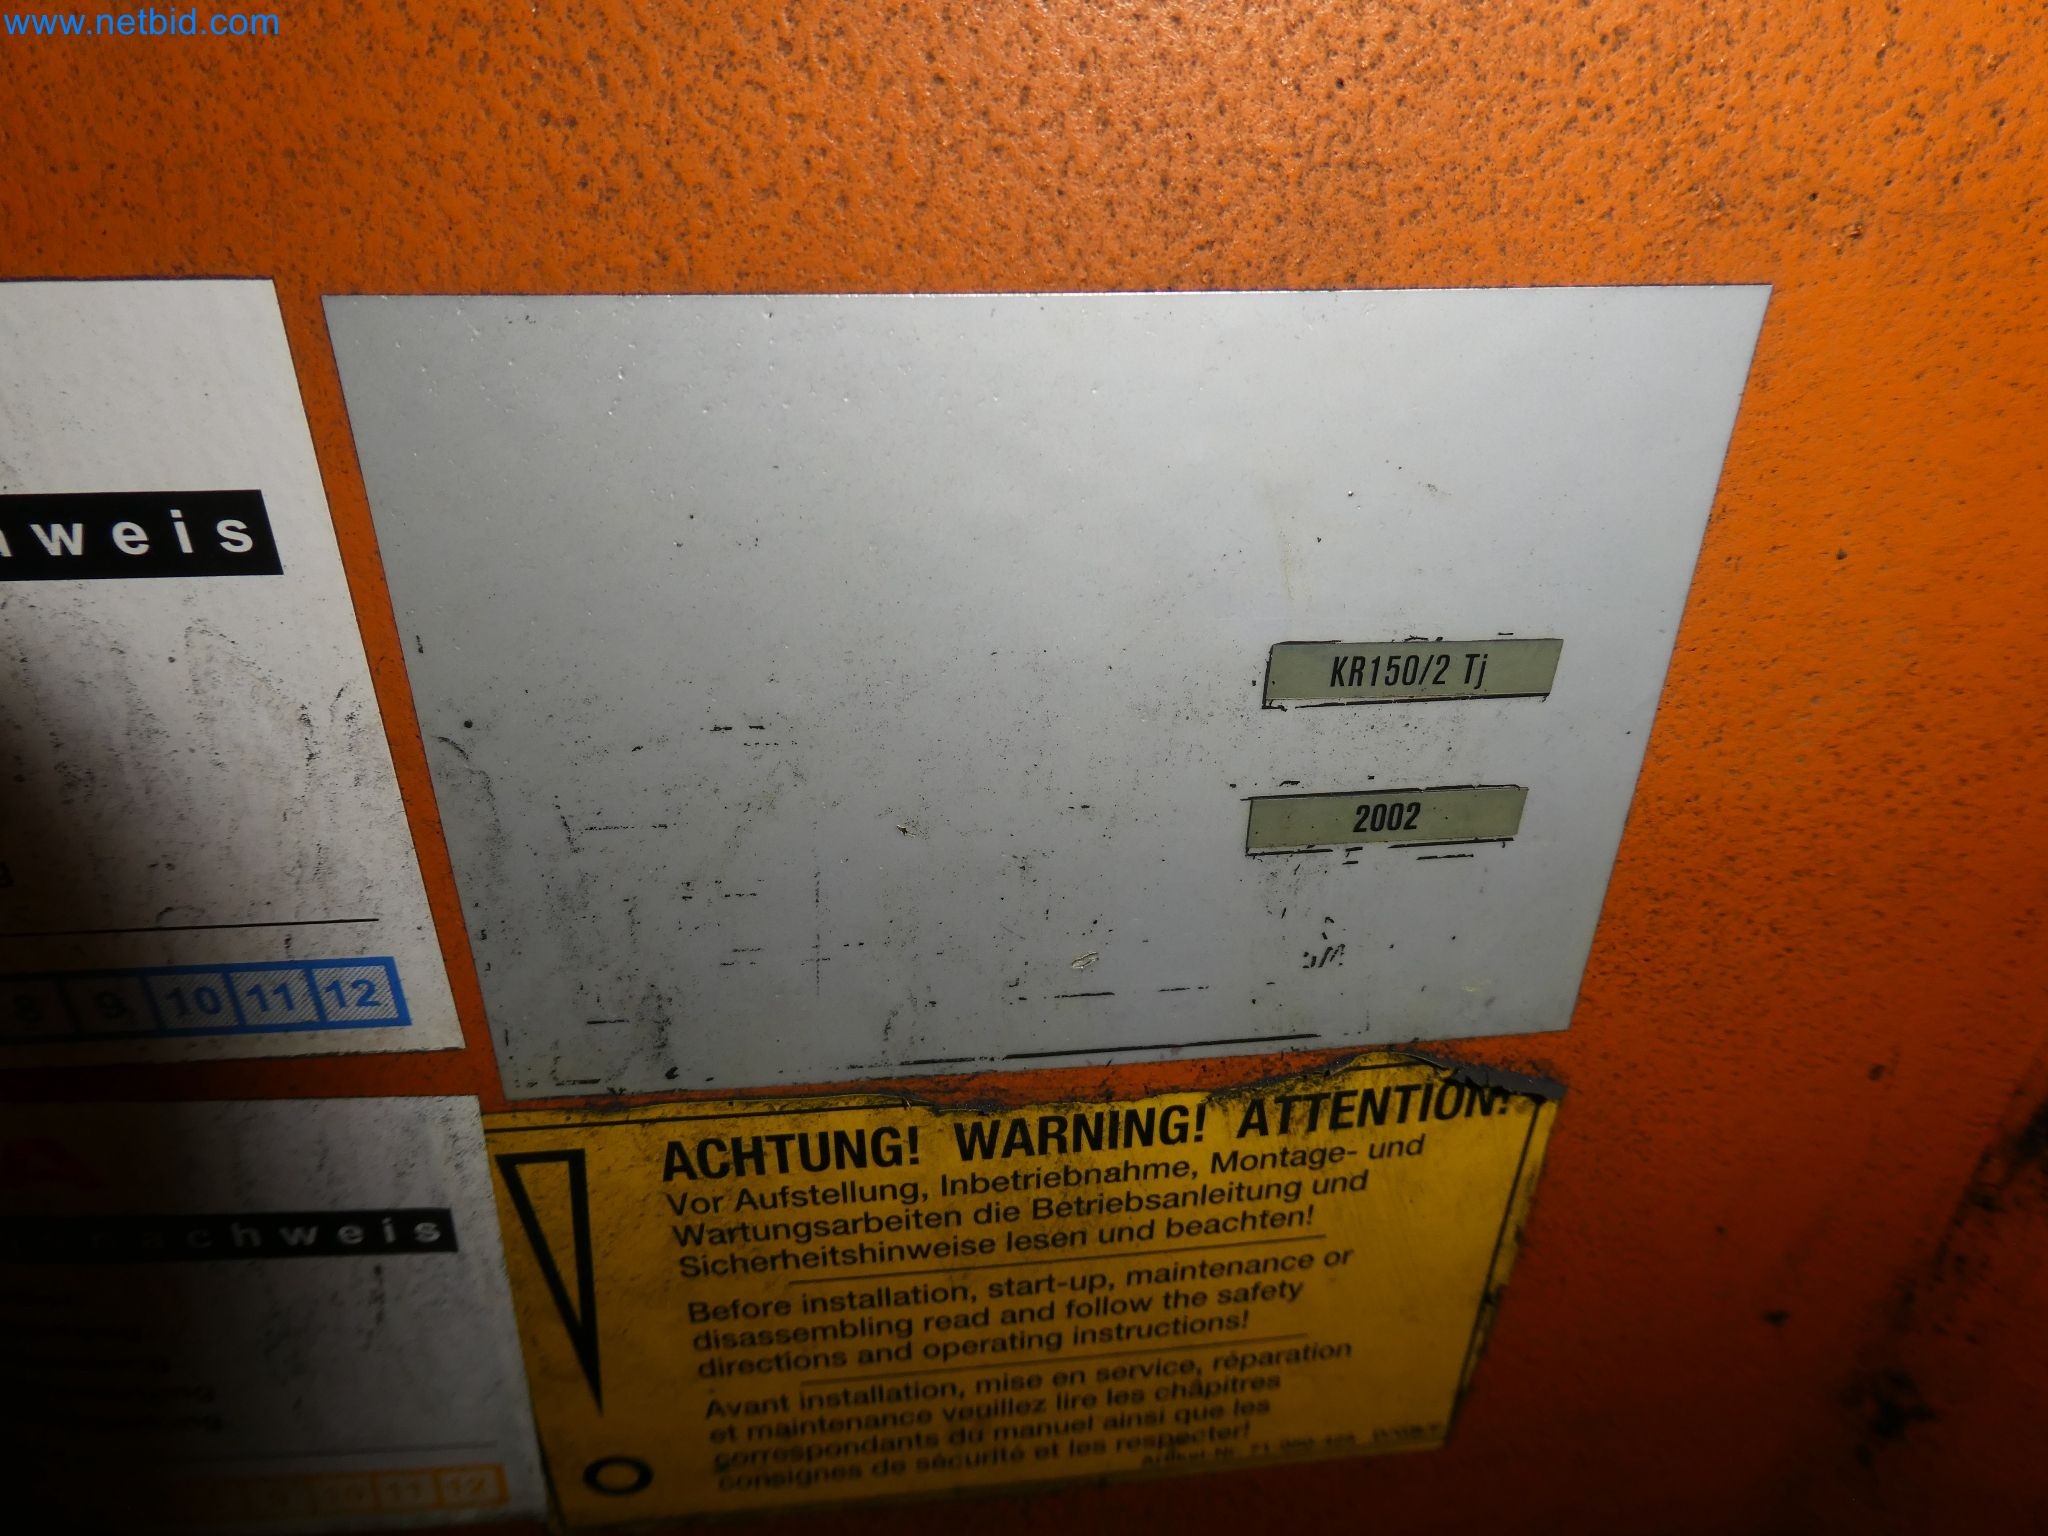 www.netbid.com
weis
8 9 10 11 12
KR150/2 Tj
2002
ACHTUNG! WARNING! ATTENTION!
Vor Aufstellung, Inbetriebnahme, Montage- und
Wartungsarbeiten die Betriebsanleitung und
Sicherheitshinweise lesen und beachten!
Before installation, start-up, maintenance or
disassembling read and follow the safety
directions and operating instructions!
Avant installation, mise en service, réparation
et maintenance veuillez lire les chapitres
correspondants du manuel ainsi que les
consignes de sécurité et les respecter!
chweis
10 11 12